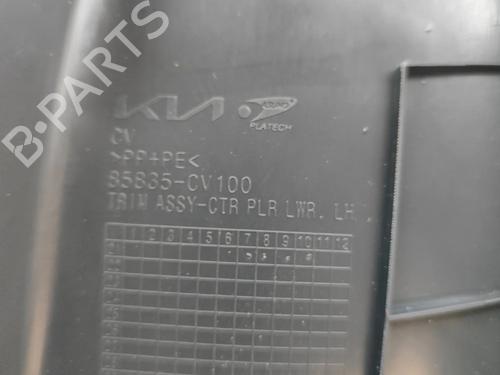 B-PARTS
KIA
PLATECH
CV
>PP+PE<
85835-CV100
TRIM ASSY-CTR PLR LWR. LH
1 2 3 4 5 6 7 8 9 10 11 12